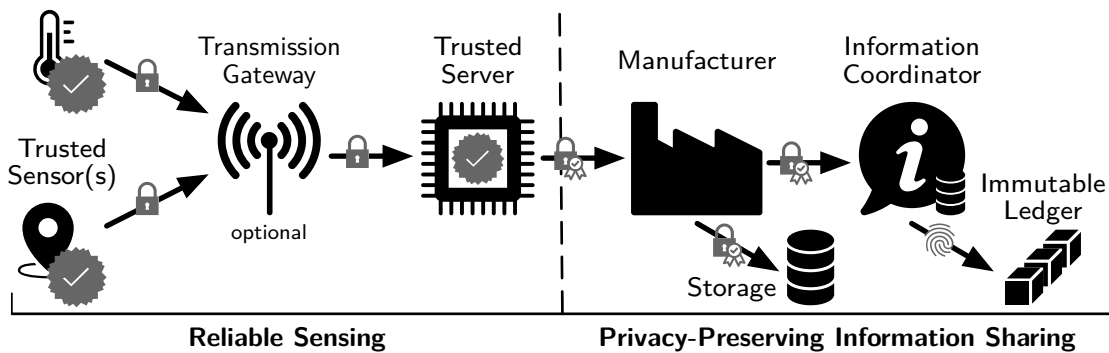 Trusted
Sensor(s)
Transmission
Gateway
optional
Trusted
Server
Manufacturer
Storage
Information
Coordinator
i
Immutable
Ledger
Reliable Sensing
Privacy-Preserving Information Sharing